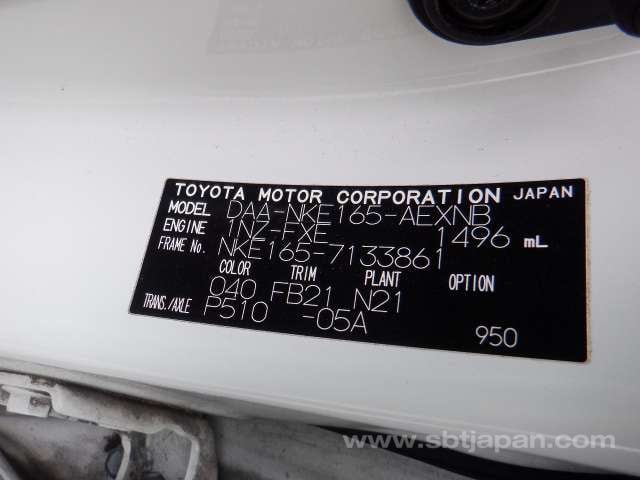 TOYOTA MOTOR CORPORATION JAPAN
MODEL DAA-NKE165-AEXNB
ENGINE 1NZ-FXE 1496 mL
FRAME No. NKE165-7133861
COLOR TRIM PLANT OPTION
040 FB21 N21
TRANS./AXLE P510 -05A
950
www.sbtjapan.com